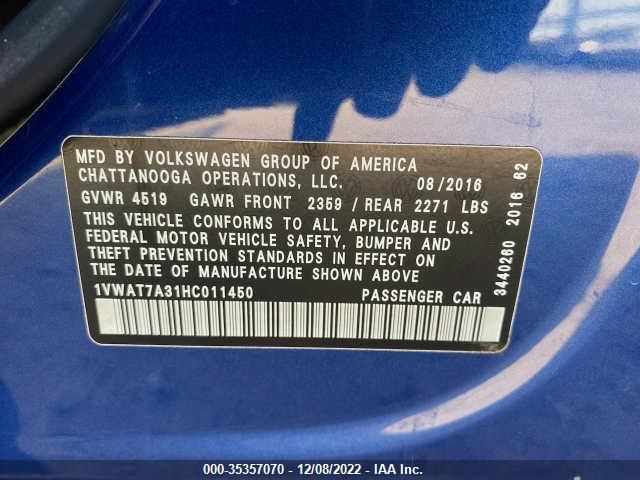 MFD BY VOLKSWAGEN GROUP OF AMERICA
CHATTANOOGA OPERATIONS, LLC. 08/2016
GVWR 4519 GAWR FRONT 2359 / REAR 2271 LBS
THIS VEHICLE CONFORMS TO ALL APPLICABLE U.S.
FEDERAL MOTOR VEHICLE SAFETY, BUMPER AND
THEFT PREVENTION STANDARDS IN EFFECT ON
THE DATE OF MANUFACTURE SHOWN ABOVE
1VWAT7A31HC011450 PASSENGER CAR
3440260 2016 62
000-35357070 - 12/08/2022 - IAA Inc.